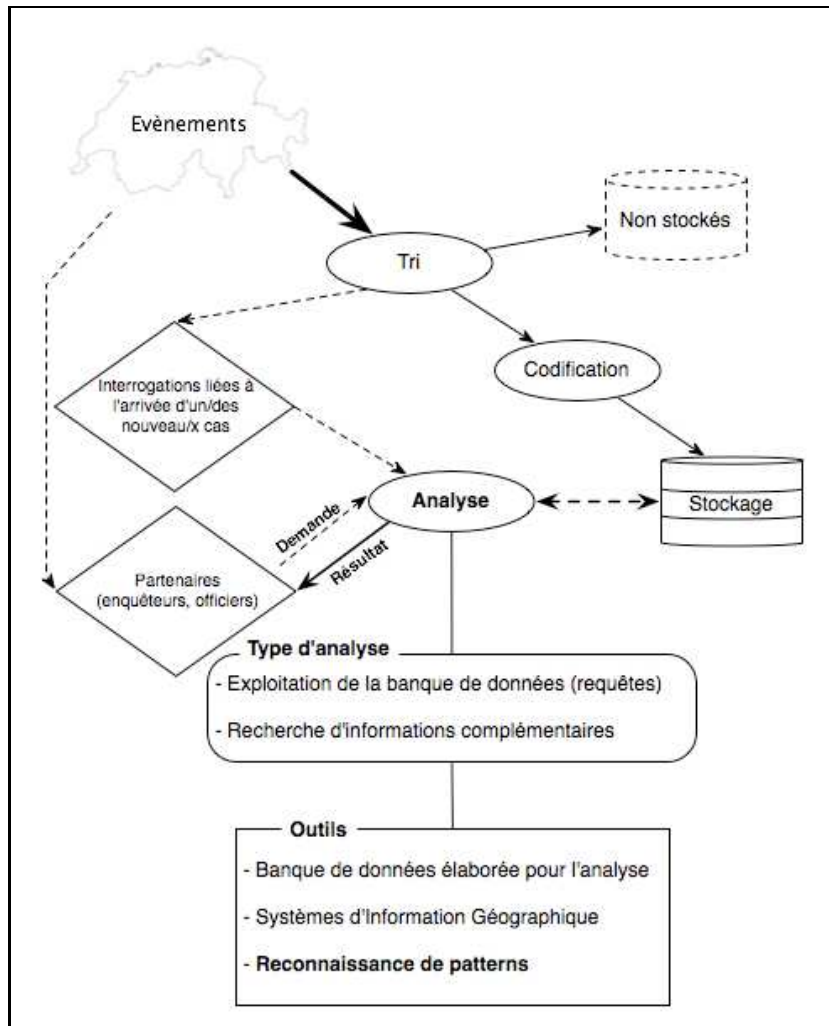 Evènements
Non stockés
Tri
Codification
Interrogations liées à
l'arrivée d'un/des
nouveau/x cas
Analyse
Stockage
Demande
Résultat
Partenaires
(enquêteurs, officiers)
Type d'analyse
- Exploitation de la banque de données (requêtes)
- Recherche d'informations complémentaires
Outils
- Banque de données élaborée pour l'analyse
- Systèmes d'Information Géographique
- Reconnaissance de patterns